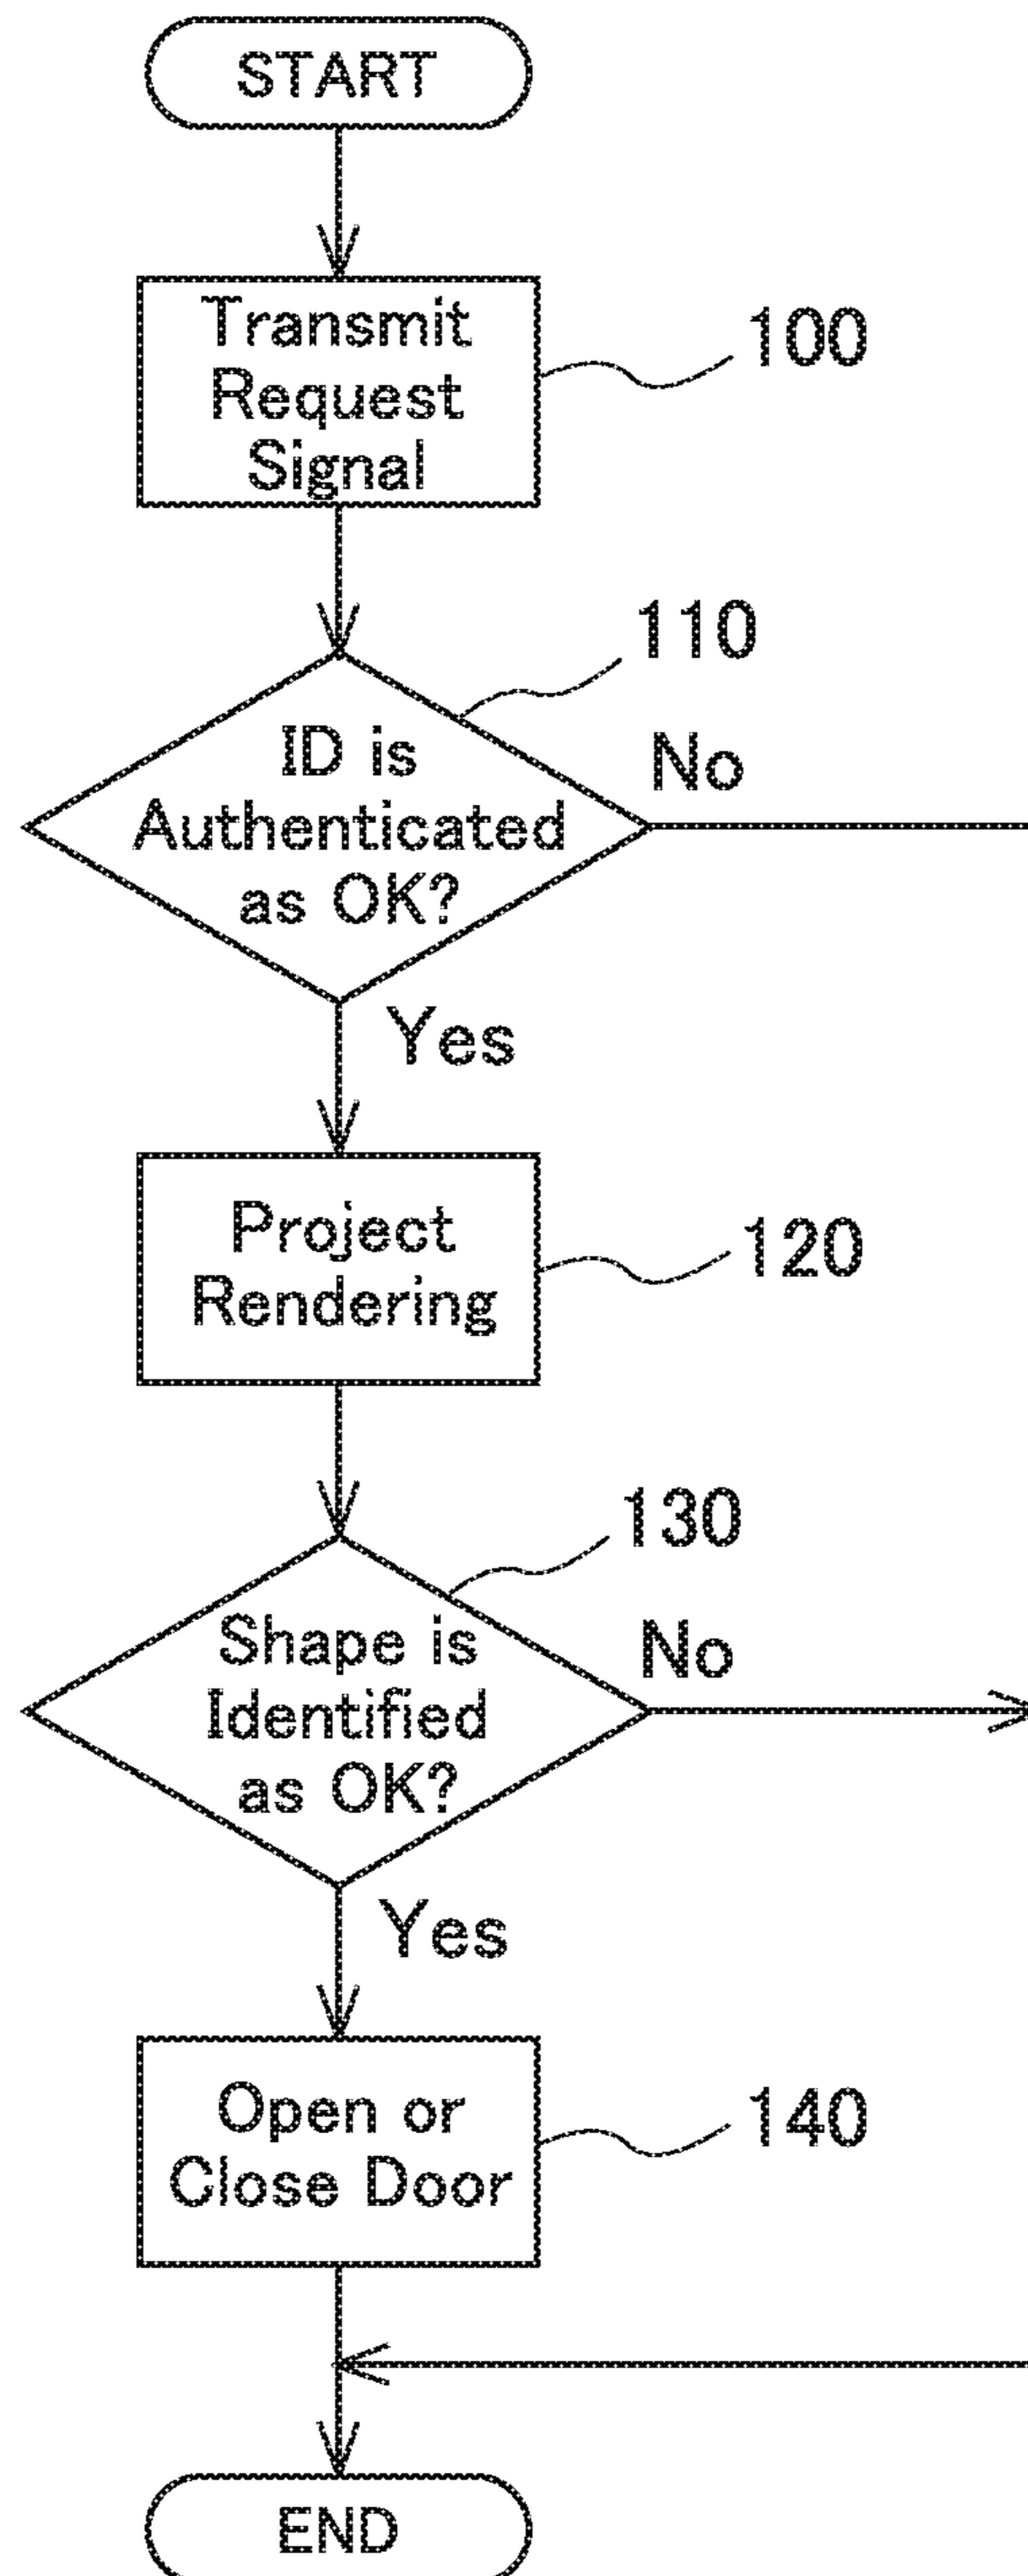 START
Transmit
Request
Signal
100
110
ID is
Authenticated
as OK?
No
Yes
Project
Rendering
120
130
Shape is
Identified
as OK?
No
Yes
Open or
Close Door
140
END